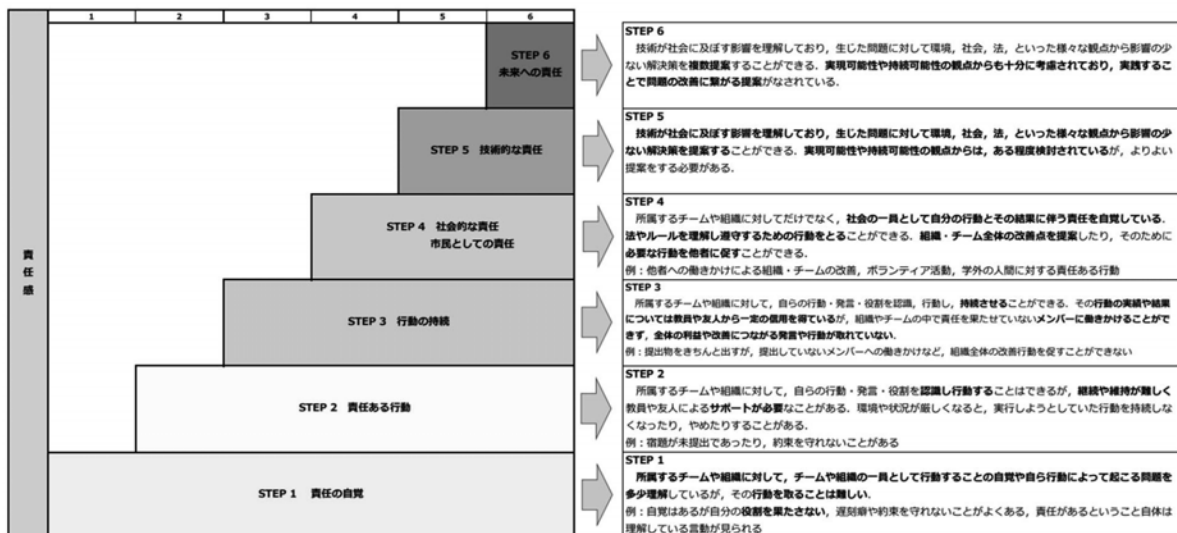 1 2 3 4 5 6
責任感
STEP 6
未来への責任
STEP 5 技術的な責任
STEP 4 社会的な責任
市民としての責任
STEP 3 行動の持続
STEP 2 責任ある行動
STEP 1 責任の自覚
STEP 6
技術が社会に及ぼす影響を理解しており，生じた問題に対して環境，社会，法，といった様々な観点から影響の少
ない解決策を複数提案することができる．実現可能性や持続可能性の観点からも十分に考慮されており，実践するこ
とで問題の改善に繋がる提案がなされている．
STEP 5
技術が社会に及ぼす影響を理解しており，生じた問題に対して環境，社会，法，といった様々な観点から影響の少
ない解決策を提案することができる．実現可能性や持続可能性の観点からは，ある程度検討されているが，よりよい
提案をする必要がある．
STEP 4
所属するチームや組織に対してだけでなく，社会の一員として自分の行動とその結果に伴う責任を自覚している．
法やルールを理解し遵守するための行動をとることができる．組織・チーム全体の改善点を提案したり，そのために
必要な行動を他者に促すことができる．
例：他者への働きかけによる組織・チームの改善，ボランティア活動，学外の人間に対する責任ある行動
STEP 3
所属するチームや組織に対して，自らの行動・発言・役割を認識，行動し，持続させることができる．その行動の実績や結果
については教員や友人から一定の信用を得ているが，組織やチームの中で責任を果たせていないメンバーに働きかけることがで
きず，全体の利益や改善につながる発言や行動が取れていない．
例：提出物をきちんと出すが，提出していないメンバーへの働きかけなど，組織全体の改善行動を促すことができない
STEP 2
所属するチームや組織に対して，自らの行動・発言・役割を認識し行動することはできるが，継続や維持が難しく
教員や友人によるサポートが必要なことがある．環境や状況が厳しくなると，実行しようとしていた行動を持続しな
くなったり，やめたりすることがある．
例：宿題が未提出であったり，約束を守れないことがある
STEP 1
所属するチームや組織に対して，チームや組織の一員として行動することの自覚や自ら行動によって起こる問題を
多少理解しているが，その行動を取ることは難しい．
例：自覚はあるが自分の役割を果たさない，遅刻癖や約束を守れないことがよくある，責任があるということ自体は
理解している言動が見られる